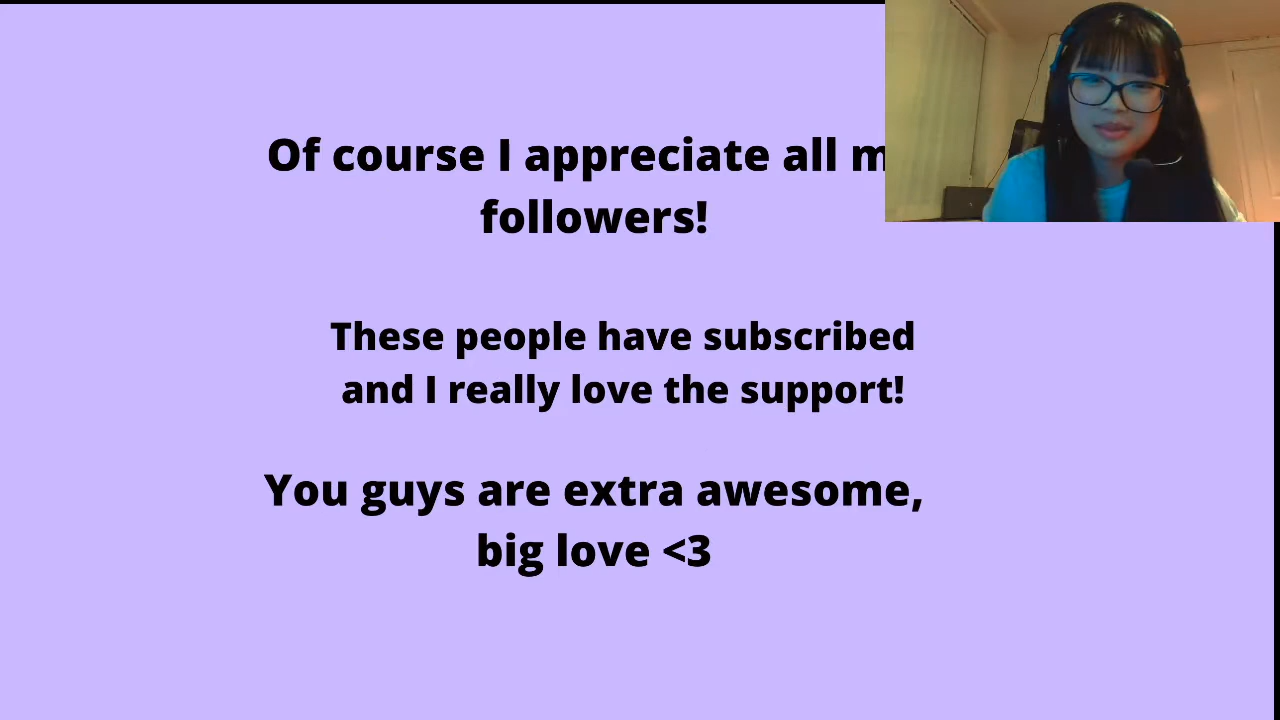 Of course I appreciate all
followers!
These people have subscribed
and I really love the support!
You guys are extra awesome,
big love <3